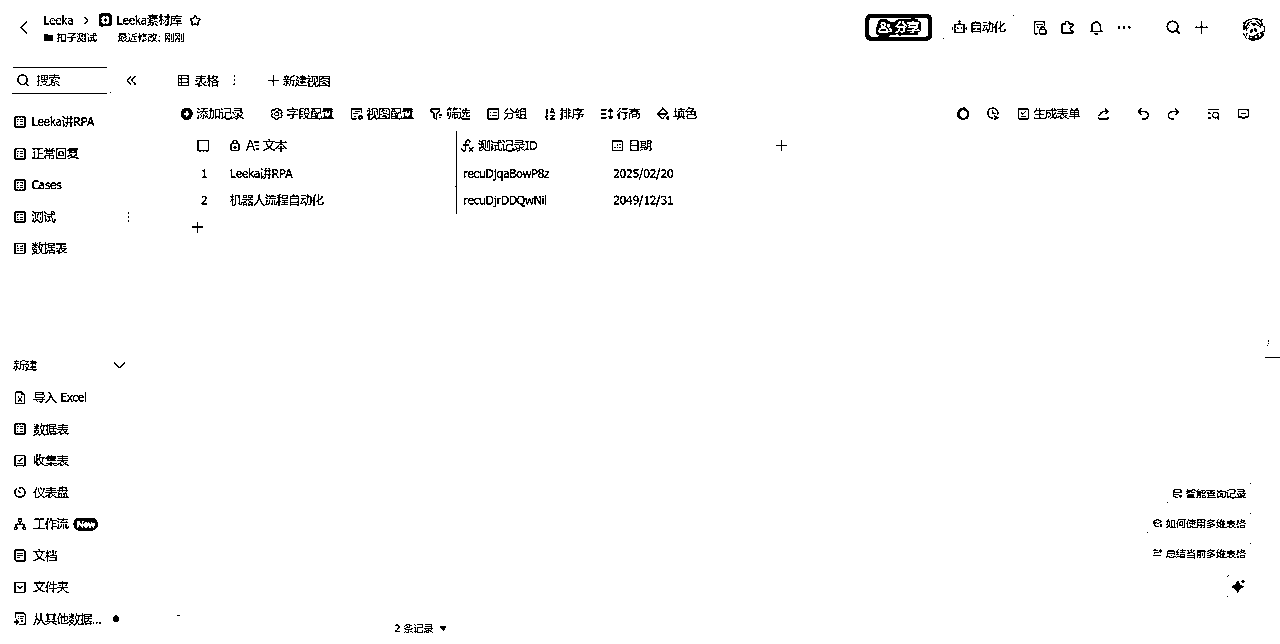 Leeka > Leeka素材库
扣子测试 最近修改: 刚刚
分享 自动化
搜索
表格 新建视图
添加记录 字段配置 视图配置 筛选 分组 排序 行高 填色 生成表单
Leeka讲RPA
正常回复
Cases
测试
数据表
文本 测试记录ID 日期
1 Leeka讲RPA recuDjqaBowP8z 2025/02/20
2 机器人流程自动化 recuDjrDDQwNil 2049/12/31
新建
导入 Excel
数据表
收集表
仪表盘
工作流 New
文档
文件夹
从其他数据...
智能查询记录
如何使用多维表格
总结当前多维表格
2 条记录